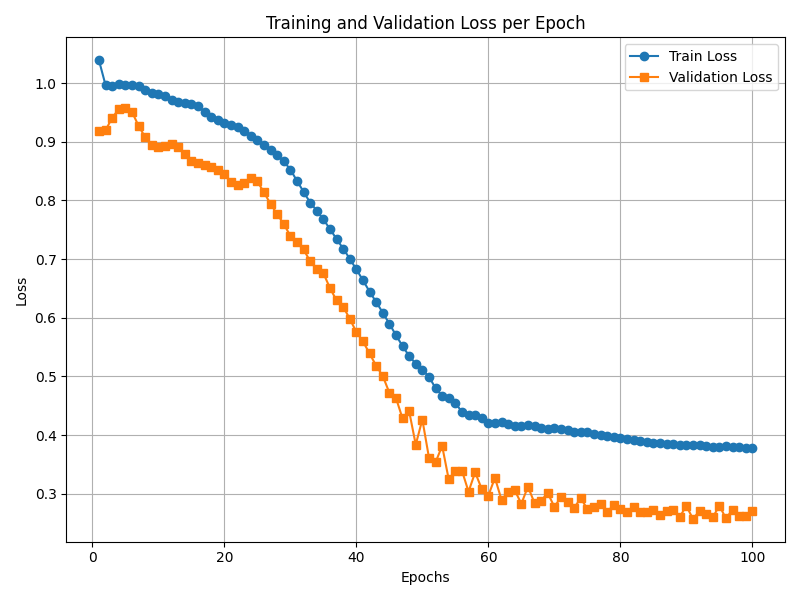 Training and Validation Loss per Epoch
Train Loss
Validation Loss
1.0
0.9
0.8
0.7
0.6
0.5
0.4
0.3
Loss
0 20 40 60 80 100
Epochs